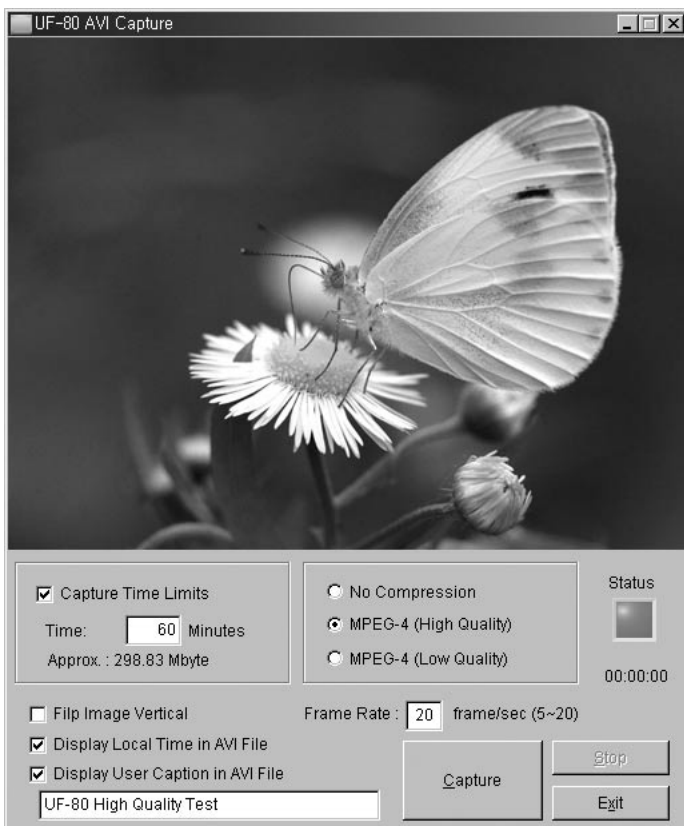 UF-80 AVI Capture
Capture Time Limits
Time: 60 Minutes
Approx. : 298.83 Mbyte
No Compression
MPEG-4 (High Quality)
MPEG-4 (Low Quality)
Status
00:00:00
Filp Image Vertical
Frame Rate : 20 frame/sec (5~20)
Display Local Time in AVI File
Display User Caption in AVI File
UF-80 High Quality Test
Capture
Stop
Exit